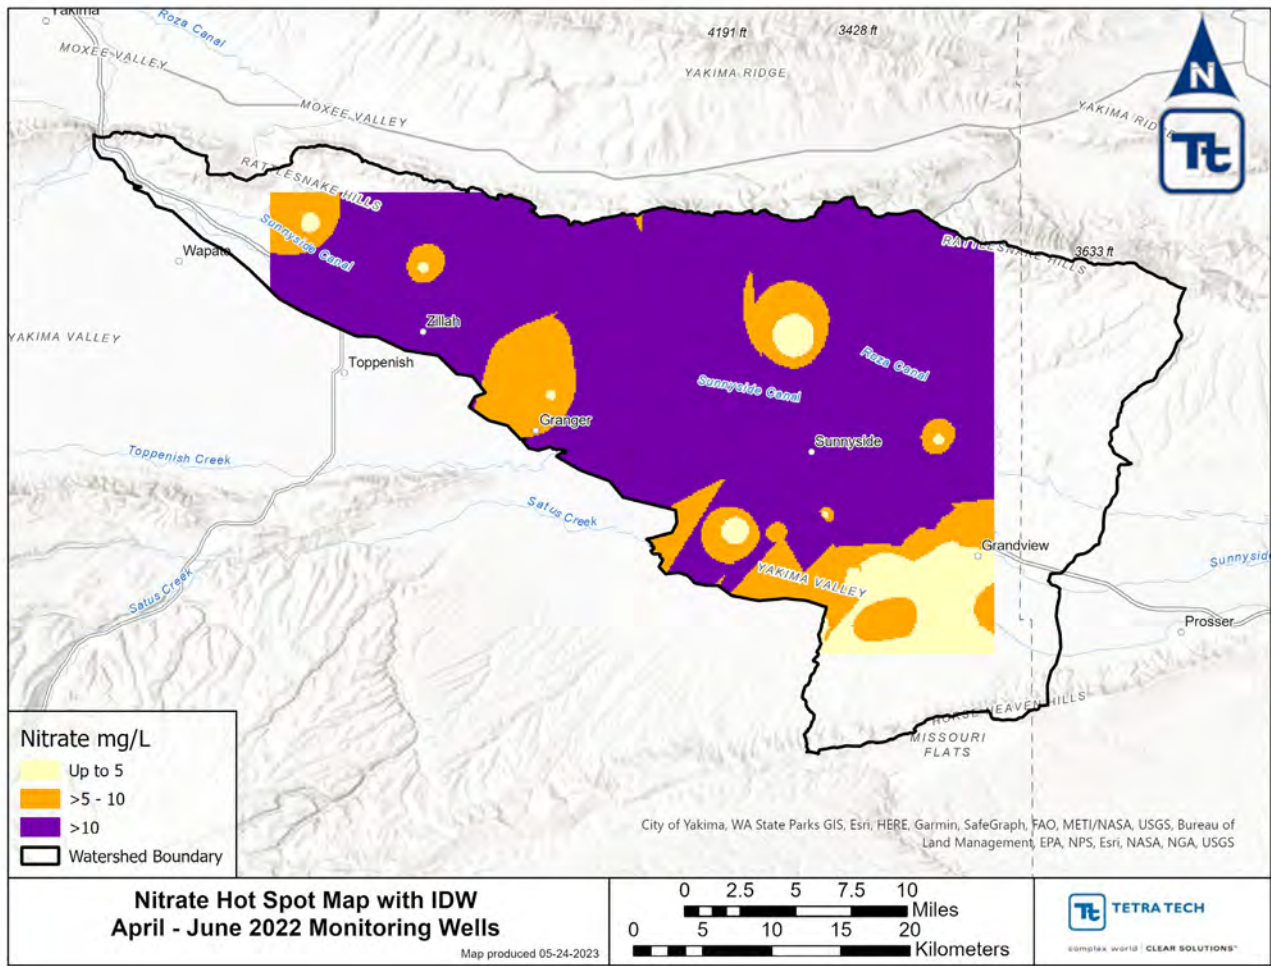 Yakima
Roza Canal
MOXEE VALLEY
4191 ft
3428 ft
YAKIMA RIDGE
N
MOXEE VALLEY
YAKIMA RIDGE
Tt
RATTLESNAKE HILLS
Sunnyside Canal
Wapato
RATTLESNAKE HILLS
3633 ft
Zillah
YAKIMA VALLEY
Toppenish
Roza Canal
Sunnyside Canal
Granger
Sunnyside
Toppenish Creek
Satus Creek
Grandview
Sunnyside
YAKIMA VALLEY
Satus Creek
Prosser
HORSE HEAVEN HILLS
MISSOURI
FLATS
Nitrate mg/L
Up to 5
>5 - 10
>10
Watershed Boundary
City of Yakima, WA State Parks GIS, Esri, HERE, Garmin, SafeGraph, FAO, METI/NASA, USGS, Bureau of
Land Management, EPA, NPS, Esri, NASA, NGA, USGS
Nitrate Hot Spot Map with IDW
April - June 2022 Monitoring Wells
Map produced 05-24-2023
0 2.5 5 7.5 10
Miles
0 5 10 15 20
Kilometers
Tt TETRA TECH
complex world | CLEAR SOLUTIONS™